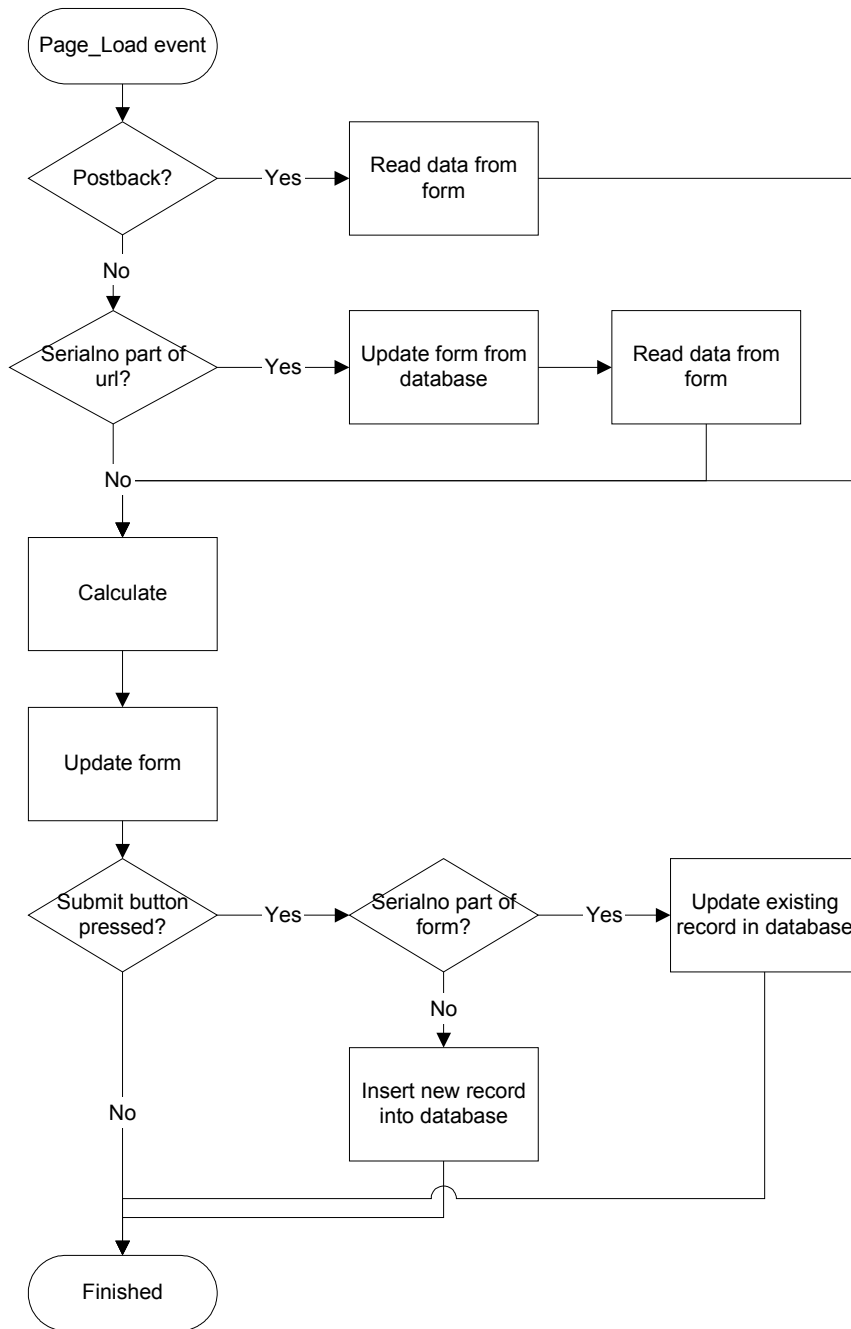 Page_Load event
Postback?
Yes
Read data from
form
No
Serialno part of
url?
Yes
Update form from
database
Read data from
form
No
Calculate
Update form
Submit button
pressed?
Yes
Serialno part of
form?
Yes
Update existing
record in database
No
Insert new record
into database
No
Finished